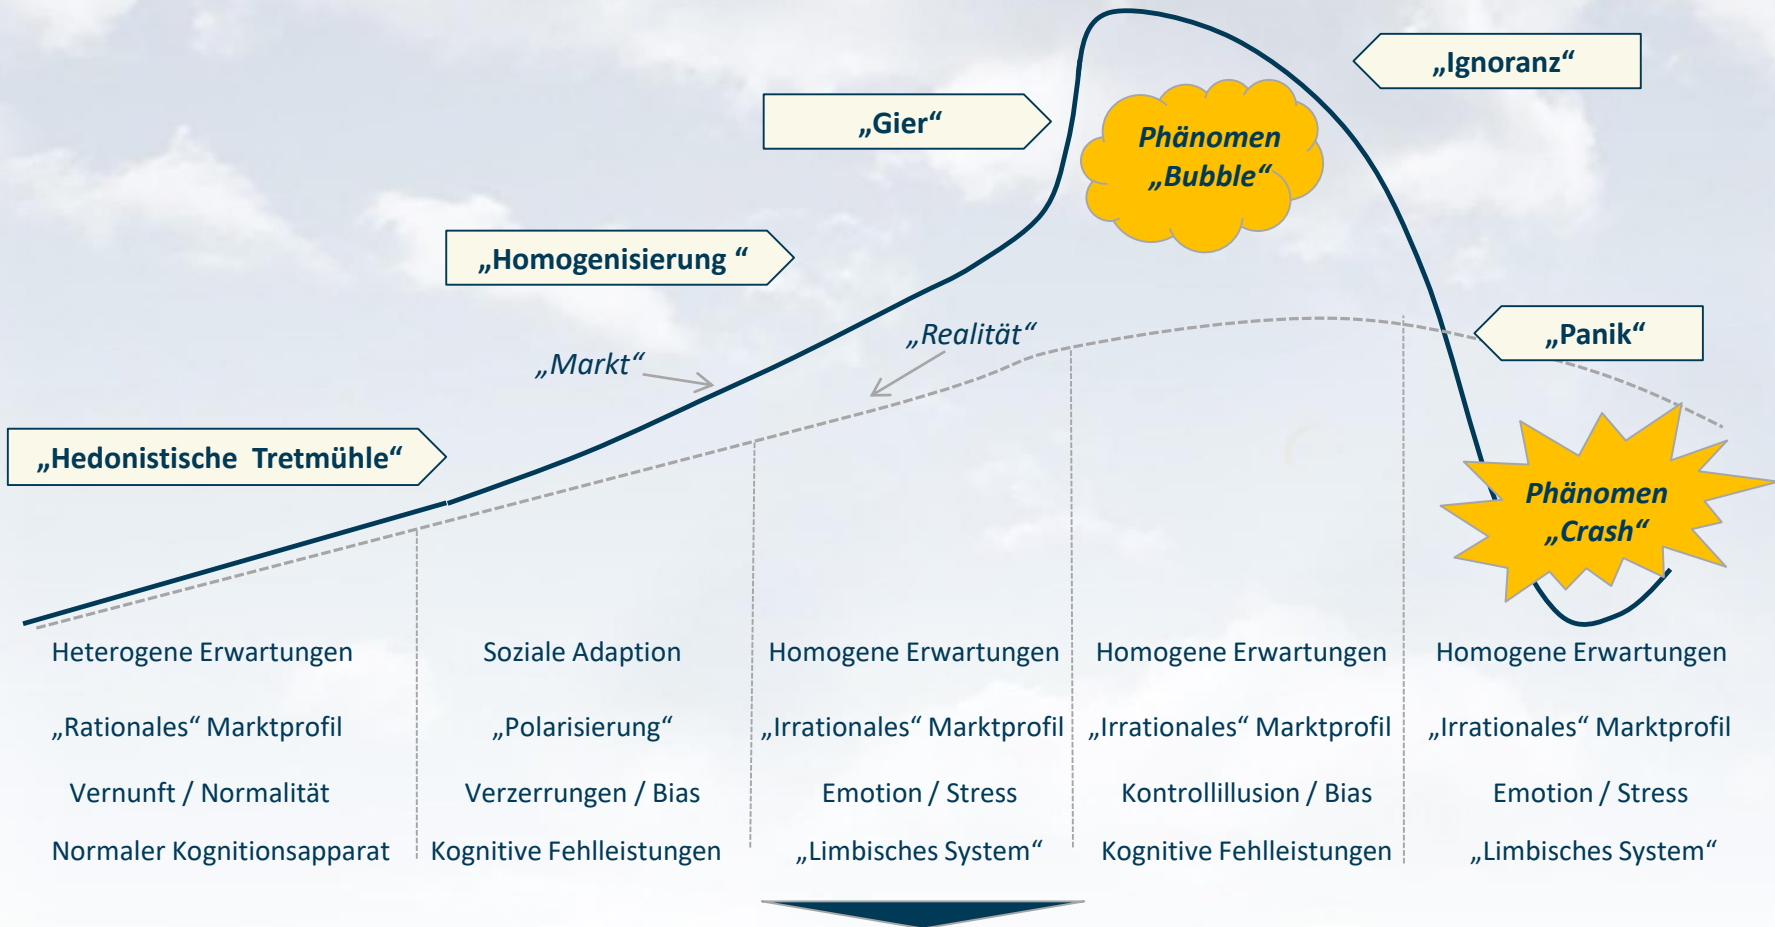 „Ignoranz“
„Gier“
Phänomen
„Bubble“
„Homogenisierung “
„Realität“
„Panik“
„Markt“
„Hedonistische  Tretmühle“
Phänomen
„Crash“
Heterogene Erwartungen
Soziale Adaption
Homogene Erwartungen
Homogene Erwartungen
Homogene Erwartungen
„Rationales“ Marktprofil
„Polarisierung“
„Irrationales“ Marktprofil
„Irrationales“ Marktprofil
„Irrationales“ Marktprofil
Vernunft / Normalität
Verzerrungen / Bias
Emotion / Stress
Kontrollillusion / Bias
Emotion / Stress
Normaler Kognitionsapparat
Kognitive Fehlleistungen
„Limbisches System“
Kognitive Fehlleistungen
„Limbisches System“